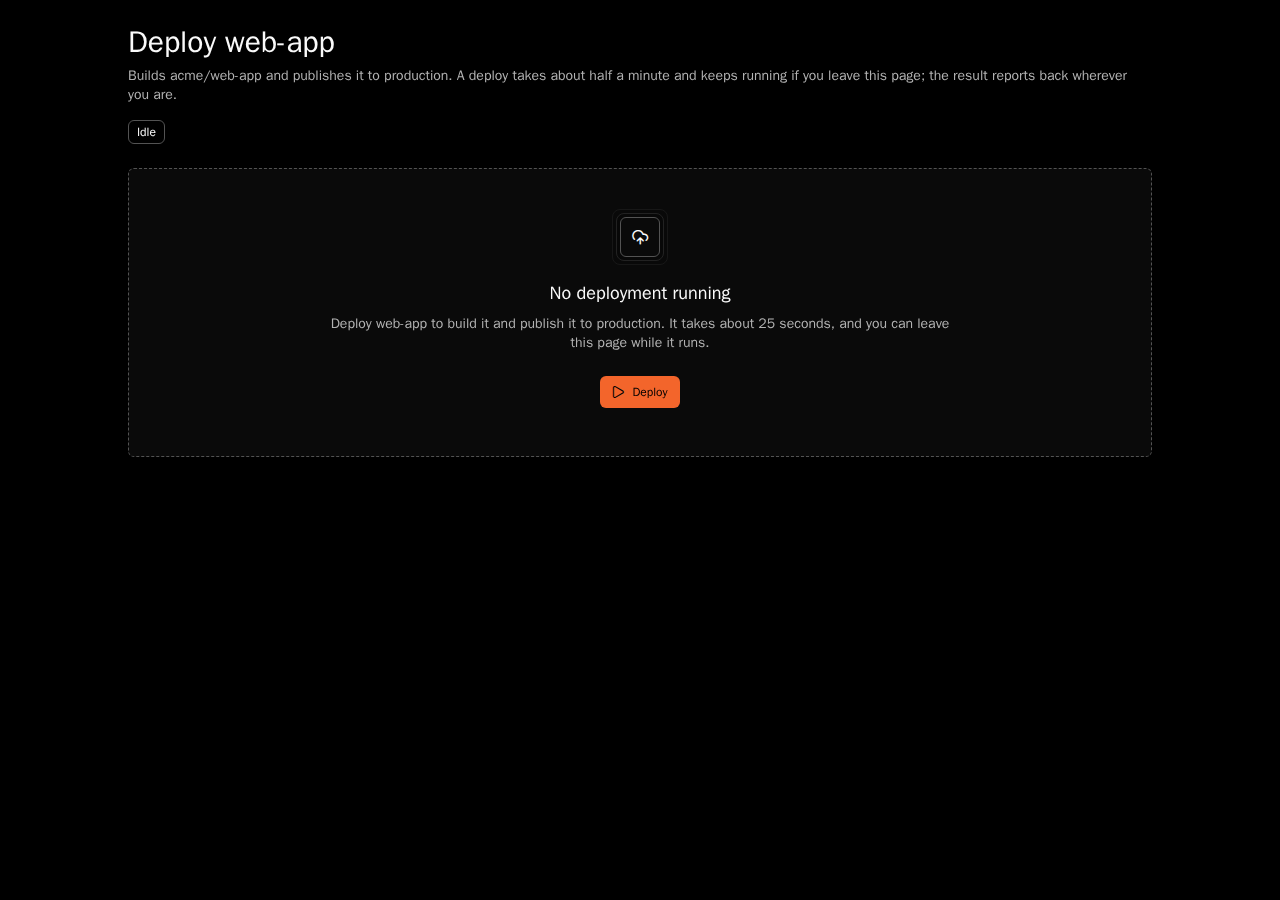 Deploy web-app
Builds acme/web-app and publishes it to production. A deploy takes about half a minute and keeps running if you leave this page; the result reports back wherever
you are.
Idle
No deployment running
Deploy web-app to build it and publish it to production. It takes about 25 seconds, and you can leave
this page while it runs.
Deploy